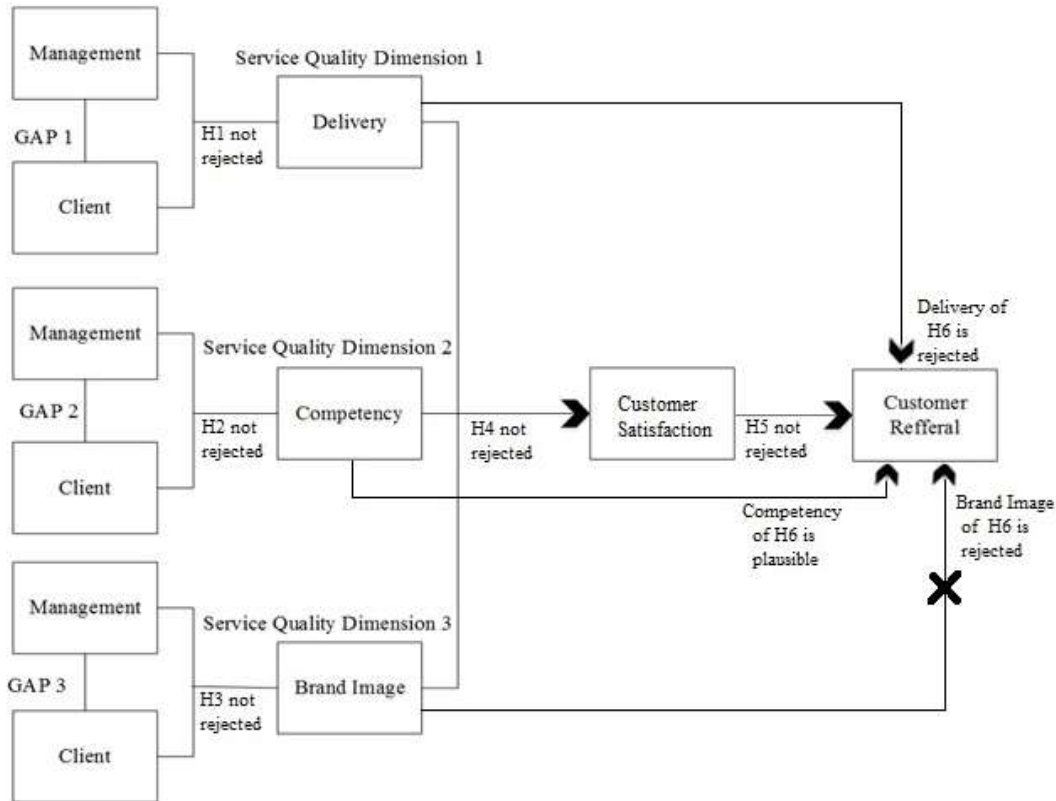 Management
GAP 1
Client
H1 not
rejected
Service Quality Dimension 1
Delivery
Management
GAP 2
Client
H2 not
rejected
Service Quality Dimension 2
Competency
H4 not
rejected
Customer
Satisfaction
H5 not
rejected
Delivery of
H6 is
rejected
Customer
Refferal
Competency
of H6 is
plausible
Brand Image
of H6 is
rejected
Management
GAP 3
Client
H3 not
rejected
Service Quality Dimension 3
Brand Image